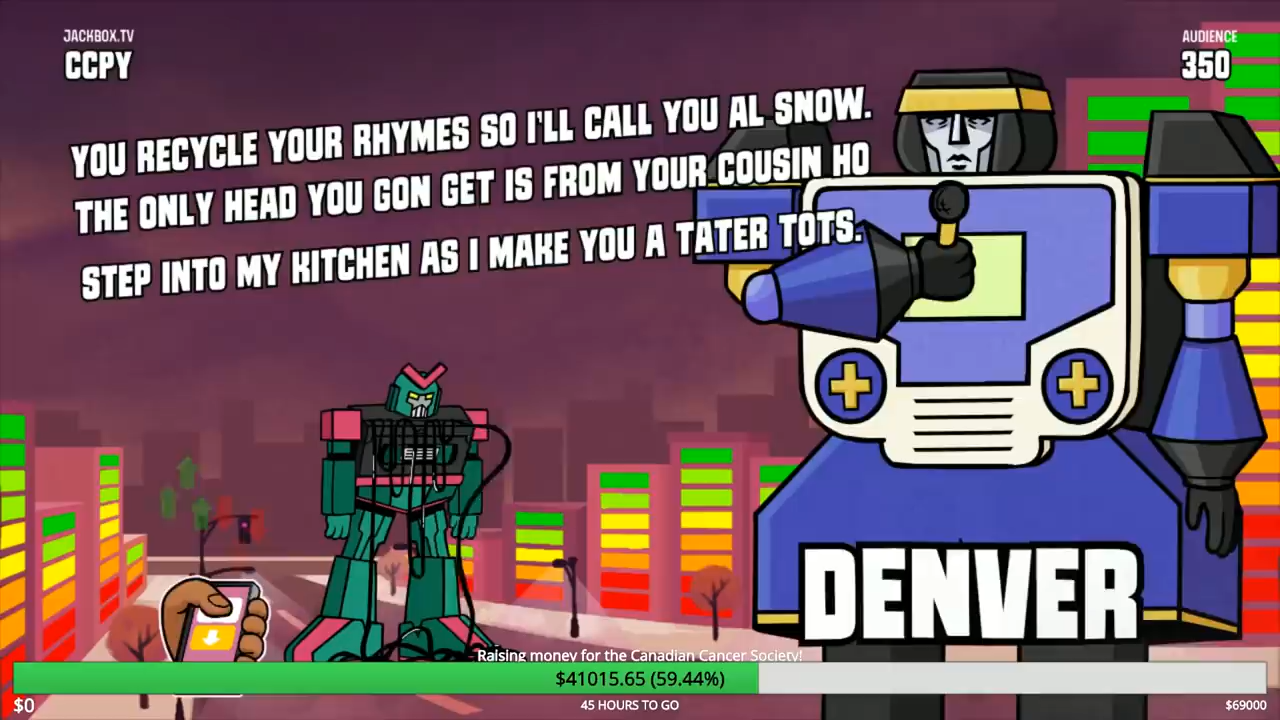 JACKBOX.TV
CCPY
AUDIENCE
350
YOU RECYCLE YOUR RHYMES SO I'LL CALL YOU AL SNOW.
THE ONLY HEAD YOU GON GET IS FROM YOUR COUSIN HO
STEP INTO MY KITCHEN AS I MAKE YOU A TATER TOTS.
DENVER
Raising money for the Canadian Cancer Society!
$41015.65 (59.44%)
$0
45 HOURS TO GO
$69000